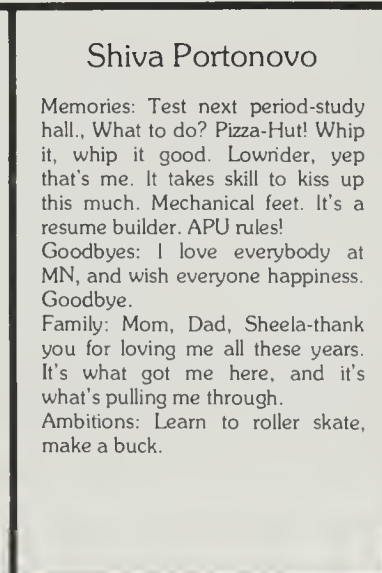 Shiva Portonovo
Memories: Test next period-study
hall., What to do? Pizza-Hut! Whip
it, whip it good. Lowrider, yep
that's me. It takes skill to kiss up
this much. Mechanical feet. It's a
resume builder. APU rules!
Goodbyes: I love everybody at
MN, and wish everyone happiness.
Goodbye.
Family: Mom, Dad, Sheela-thank
you for loving me all these years.
It's what got me here, and it's
what's pulling me through.
Ambitions: Learn to roller skate,
make a buck.